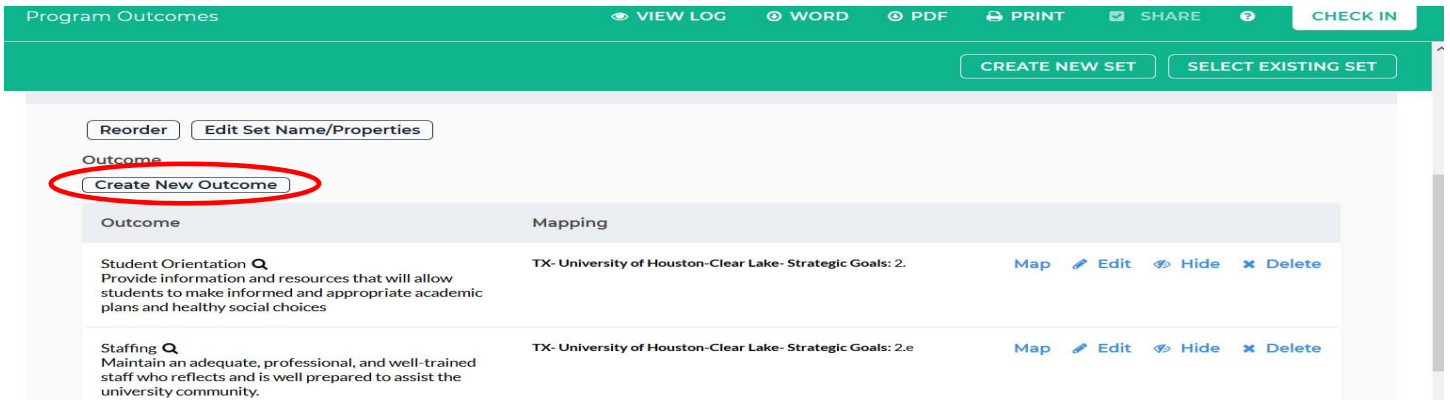 Program Outcomes VIEW LOG WORD PDF PRINT SHARE ? CHECK IN
CREATE NEW SET SELECT EXISTING SET
Reorder Edit Set Name/Properties
Outcome
Create New Outcome
Outcome Mapping
Student Orientation TX- University of Houston-Clear Lake- Strategic Goals: 2. Map Edit Hide Delete
Provide information and resources that will allow
students to make informed and appropriate academic
plans and healthy social choices
Staffing TX- University of Houston-Clear Lake- Strategic Goals: 2.e Map Edit Hide Delete
Maintain an adequate, professional, and well-trained
staff who reflects and is well prepared to assist the
university community.